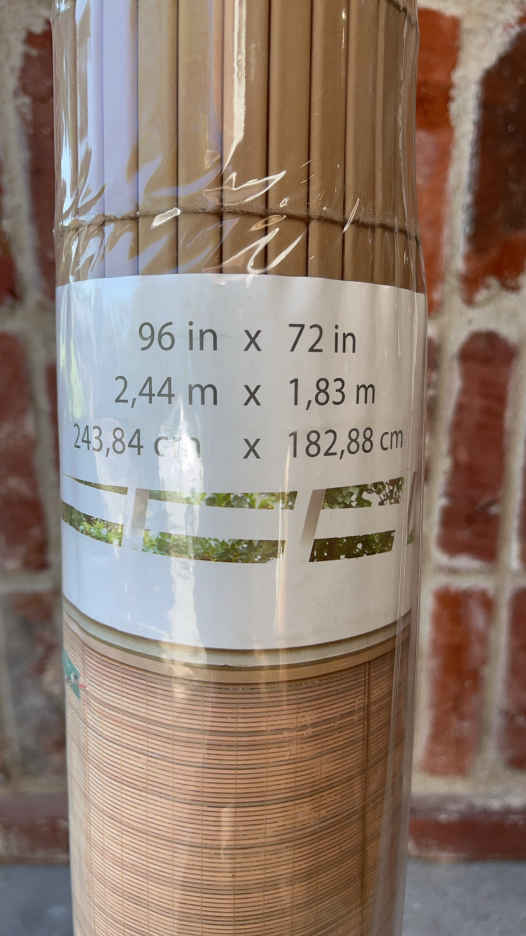 96 in x 72 in
2,44 m x 1,83 m
243,84 cm x 182,88 cm